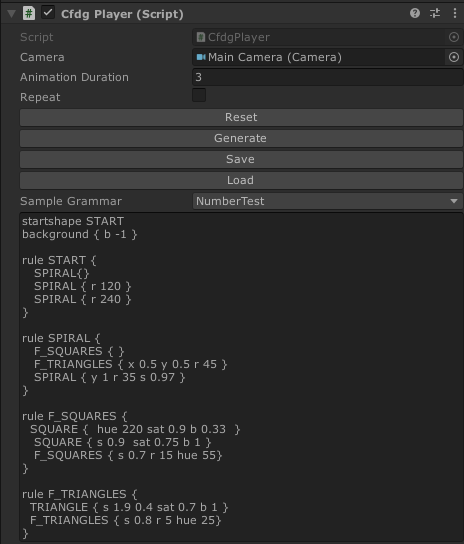 Cfdg Player (Script)
Script CfdgPlayer
Camera Main Camera (Camera)
Animation Duration 3
Repeat
Reset
Generate
Save
Load
Sample Grammar NumberTest
startshape START
background { b -1 }
rule START {
SPIRAL{}
SPIRAL { r 120 }
SPIRAL { r 240 }
}
rule SPIRAL {
F_SQUARES { }
F_TRIANGLES { x 0.5 y 0.5 r 45 }
SPIRAL { y 1 r 35 s 0.97 }
}
rule F_SQUARES {
SQUARE {  hue 220 sat 0.9 b 0.33  }
SQUARE { s 0.9  sat 0.75 b 1 }
F_SQUARES { s 0.7 r 15 hue 55}
}
rule F_TRIANGLES {
TRIANGLE { s 1.9 0.4 sat 0.7 b 1 }
F_TRIANGLES { s 0.8 r 5 hue 25}
}